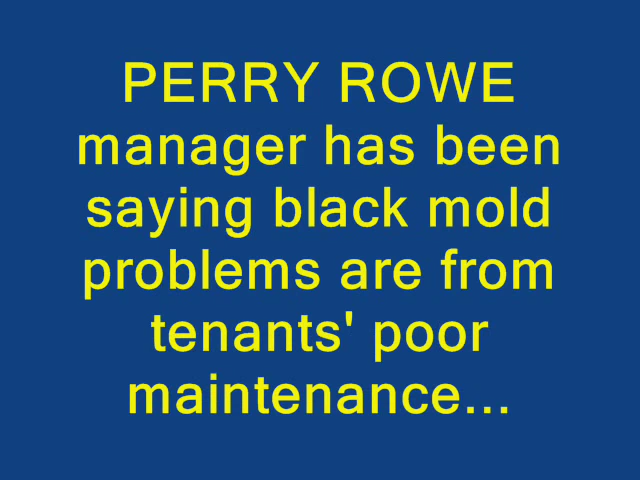 PERRY ROWE
manager has been
saying black mold
problems are from
tenants' poor
maintenance...